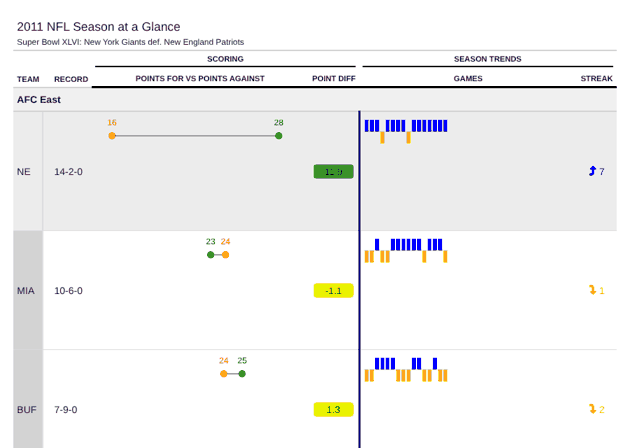 2011 NFL Season at a Glance
Super Bowl XLVI: New York Giants def. New England Patriots
SCORING SEASON TRENDS
TEAM RECORD POINTS FOR VS POINTS AGAINST POINT DIFF GAMES STREAK
AFC East
16 28
NE 14-2-0 7
23 24
MIA 10-6-0 -1.1 1
24 25
BUF 7-9-0 1.3 2